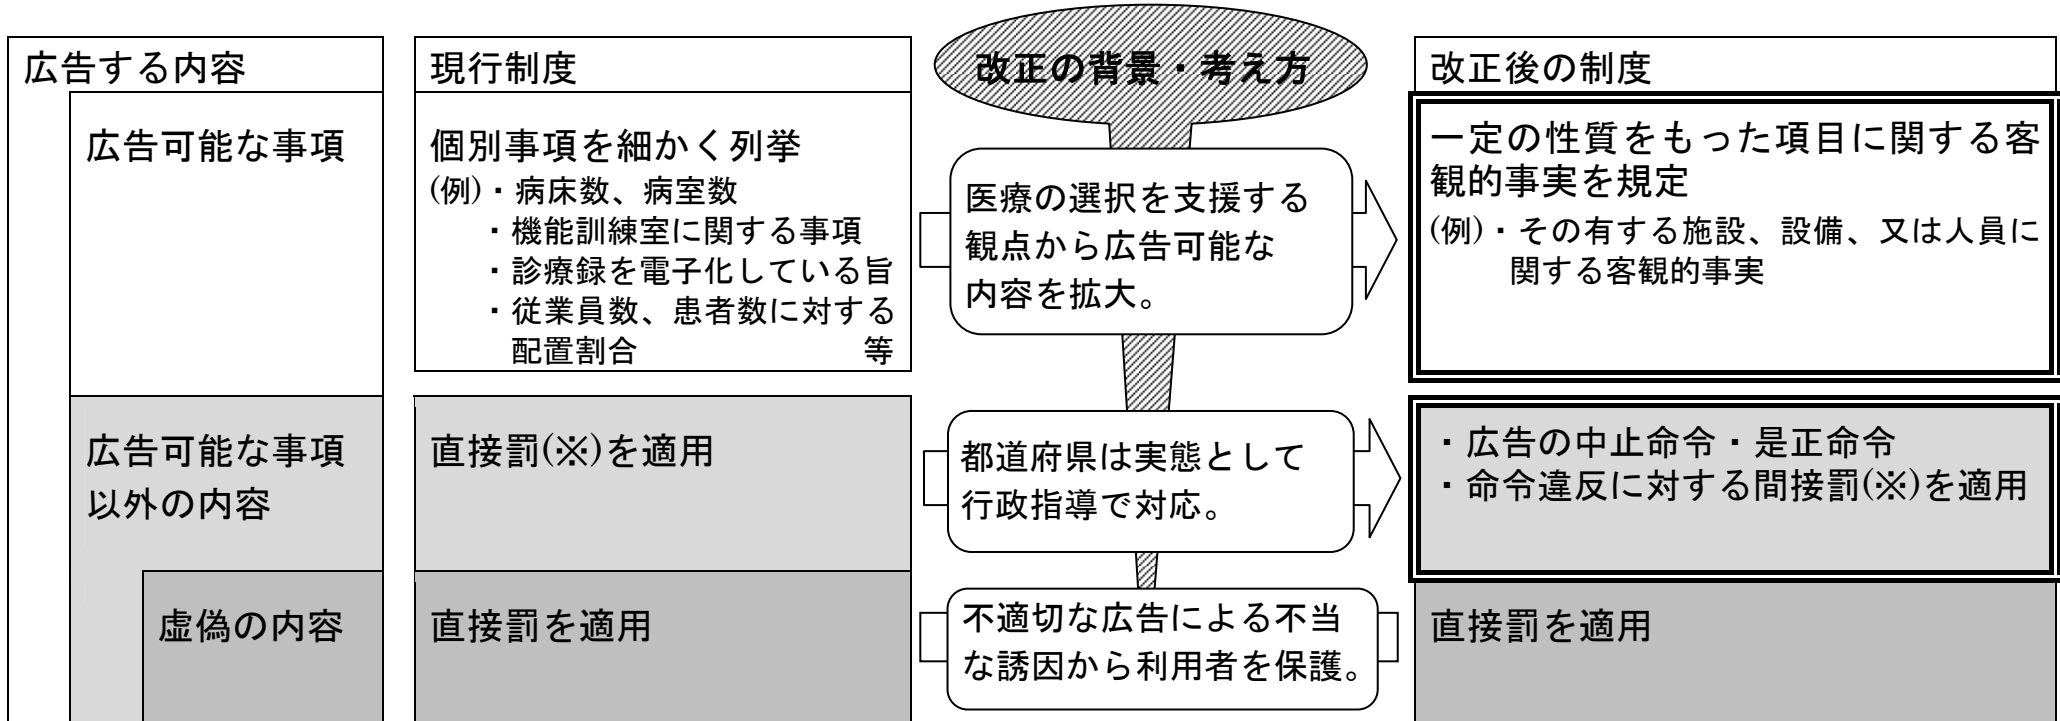 広告する内容
現行制度
改正の背景・考え方
改正後の制度
広告可能な事項
個別事項を細かく列挙
(例)・病床数、病室数
・機能訓練室に関する事項
・診療録を電子化している旨
・従業員数、患者数に対する
配置割合 等
医療の選択を支援する
観点から広告可能な
内容を拡大。
一定の性質をもった項目に関する客
観的事実を規定
(例)・その有する施設、設備、又は人員に
関する客観的事実
広告可能な事項
以外の内容
直接罰(※)を適用
都道府県は実態として
行政指導で対応。
・広告の中止命令・是正命令
・命令違反に対する間接罰(※)を適用
虚偽の内容
直接罰を適用
不適切な広告による不当
な誘因から利用者を保護。
直接罰を適用